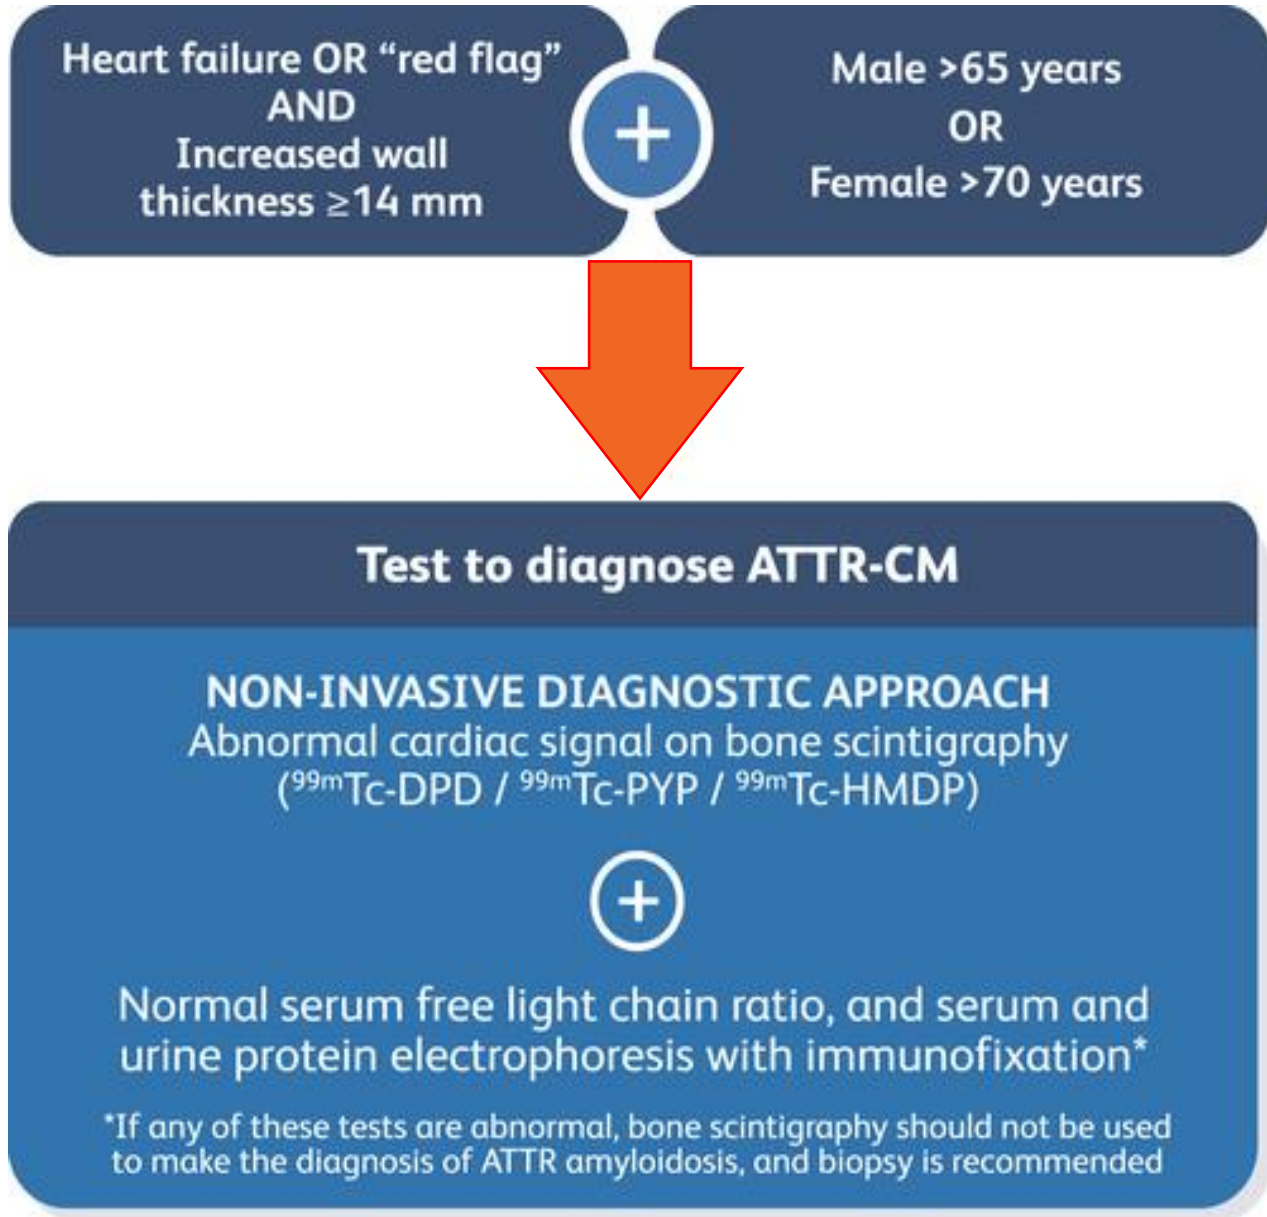 Heart failure OR “red flag”
AND
Increased wall
thickness ≥14 mm
+
Male >65 years
OR
Female >70 years
Test to diagnose ATTR-CM
NON-INVASIVE DIAGNOSTIC APPROACH
Abnormal cardiac signal on bone scintigraphy
(⁹⁹ᵐTc-DPD / ⁹⁹ᵐTc-PYP / ⁹⁹ᵐTc-HMDP)
+
Normal serum free light chain ratio, and serum and
urine protein electrophoresis with immunofixation*
*If any of these tests are abnormal, bone scintigraphy should not be used
to make the diagnosis of ATTR amyloidosis, and biopsy is recommended